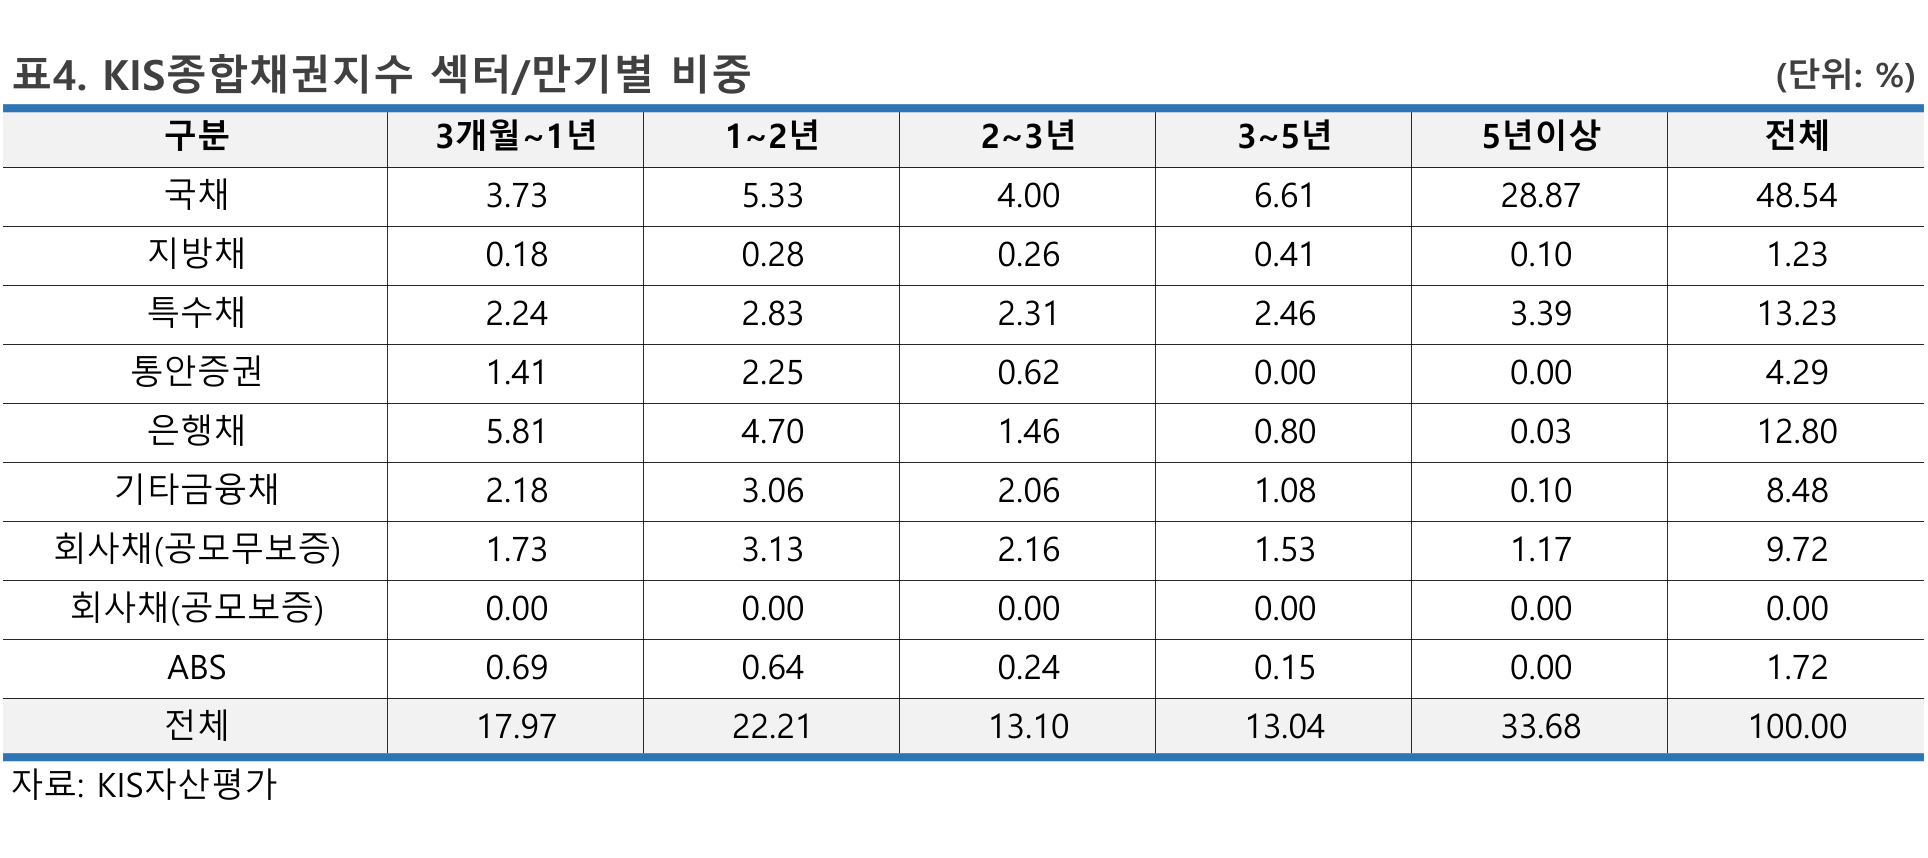 표4. KIS종합채권지수 섹터/만기별 비중 (단위: %)
구분 3개월~1년 1~2년 2~3년 3~5년 5년이상 전체
국채 3.73 5.33 4.00 6.61 28.87 48.54
지방채 0.18 0.28 0.26 0.41 0.10 1.23
특수채 2.24 2.83 2.31 2.46 3.39 13.23
통안증권 1.41 2.25 0.62 0.00 0.00 4.29
은행채 5.81 4.70 1.46 0.80 0.03 12.80
기타금융채 2.18 3.06 2.06 1.08 0.10 8.48
회사채(공모무보증) 1.73 3.13 2.16 1.53 1.17 9.72
회사채(공모보증) 0.00 0.00 0.00 0.00 0.00 0.00
ABS 0.69 0.64 0.24 0.15 0.00 1.72
전체 17.97 22.21 13.10 13.04 33.68 100.00
자료: KIS자산평가